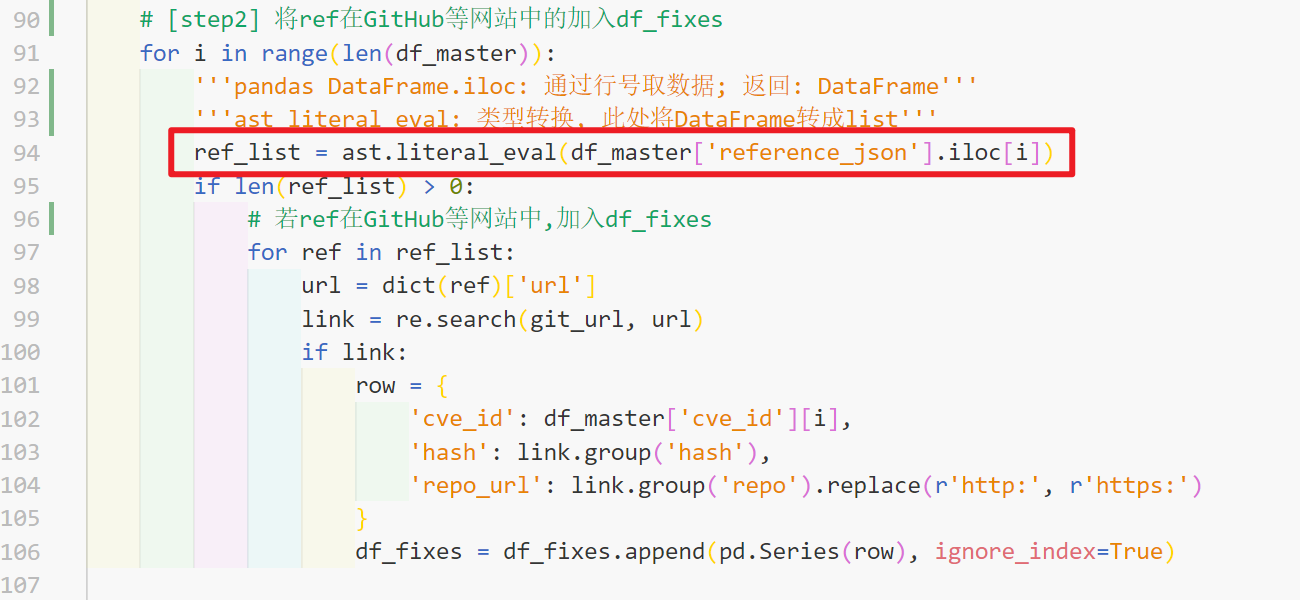 90 # [step2] 将ref在GitHub等网站中的加入df_fixes
91 for i in range(len(df_master)):
92 '''pandas DataFrame.iloc: 通过行号取数据; 返回: DataFrame'''
93 '''ast literal eval: 类型转换, 此处将DataFrame转成list'''
94 ref_list = ast.literal_eval(df_master['reference_json'].iloc[i])
95 if len(ref_list) > 0:
96 # 若ref在GitHub等网站中,加入df_fixes
97 for ref in ref_list:
98 url = dict(ref)['url']
99 link = re.search(git_url, url)
100 if link:
101 row = {
102 'cve_id': df_master['cve_id'][i],
103 'hash': link.group('hash'),
104 'repo_url': link.group('repo').replace(r'http:', r'https:')
105 }
106 df_fixes = df_fixes.append(pd.Series(row), ignore_index=True)
107